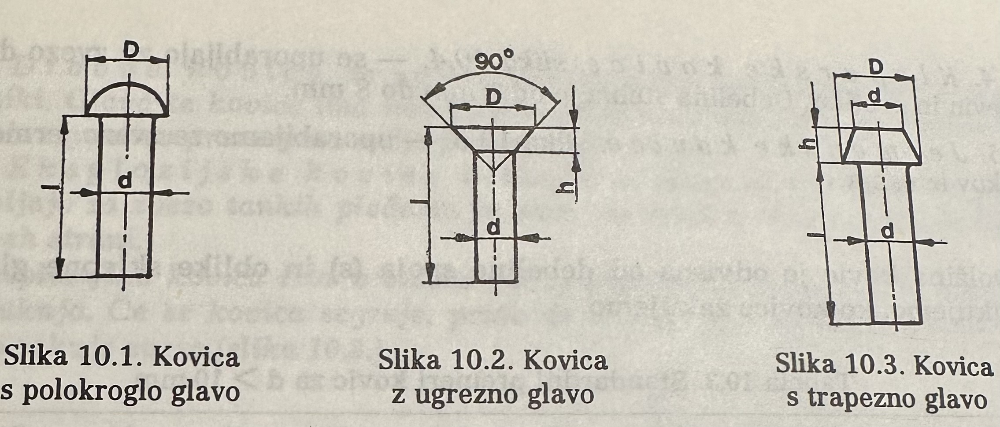 D
d
l
90°
D
h
l
d
D
d
h
l
d
Slika 10.1. Kovica
s polokroglo glavo
Slika 10.2. Kovica
z ugrezno glavo
Slika 10.3. Kovica
s trapezno glavo